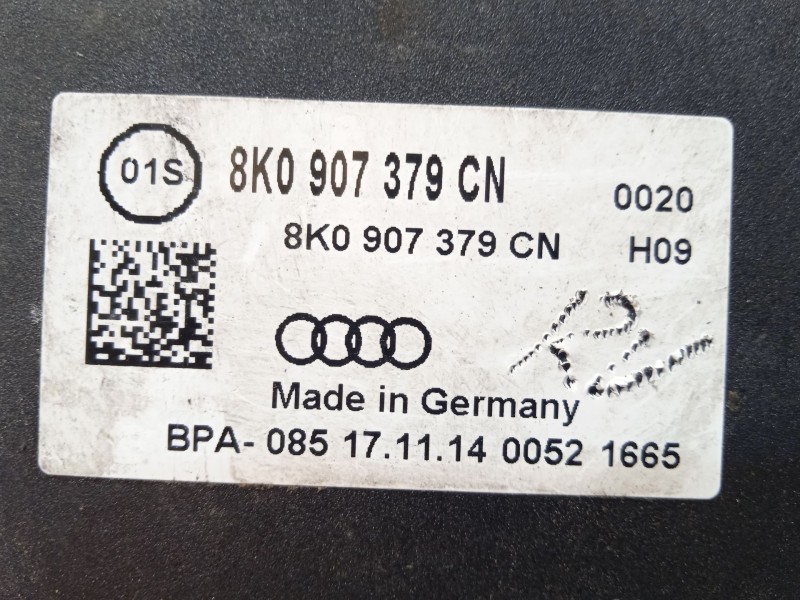 01S 8K0 907 379 CN 0020
8K0 907 379 CN H09
Made in Germany
BPA- 085 17.11.14 0052 1665